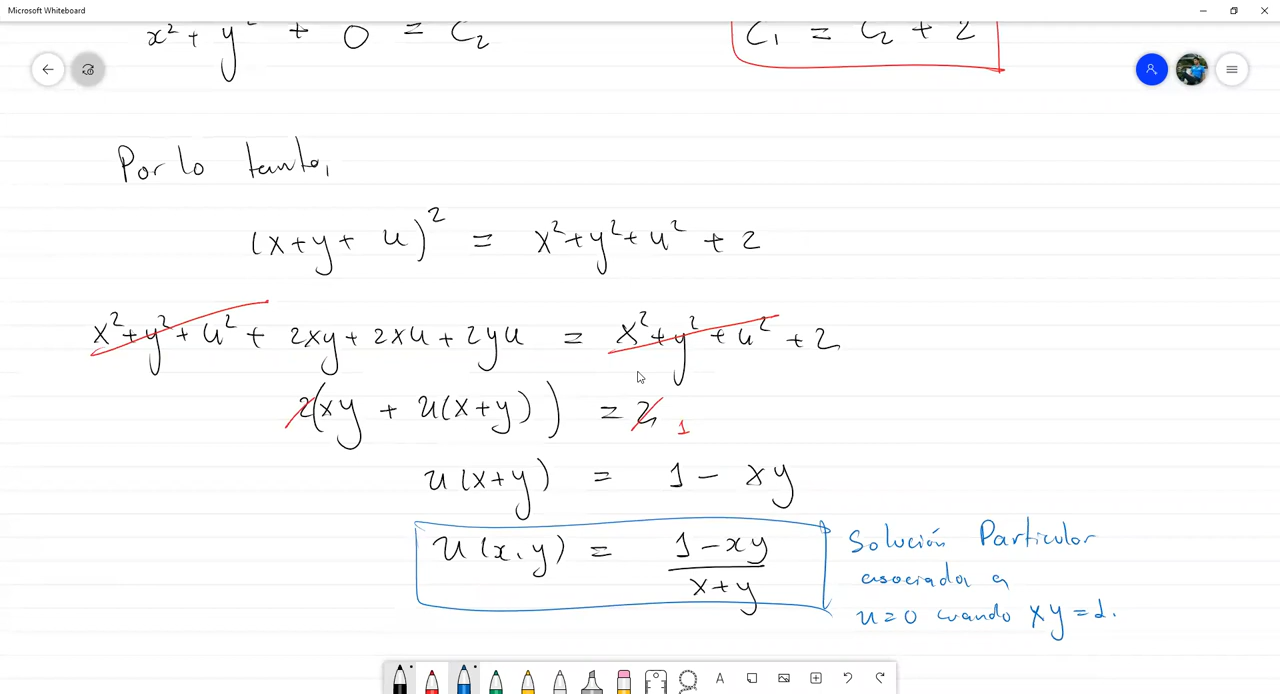 Microsoft Whiteboard
x² + y² + 0 = C₂
C₁ = C₂ + 2
Por lo tanto,
(x+y+ u)² = x²+y²+u² + 2
x²+y²+u² + 2xy + 2xu + 2yu = x²+y²+u² + 2
2(xy + u(x+y)) = 2 1
u(x+y) = 1 - xy
u(x,y) = (1-xy)/(x+y)
Solución Particular
asociada a
u=0 cuando xy=1.
A